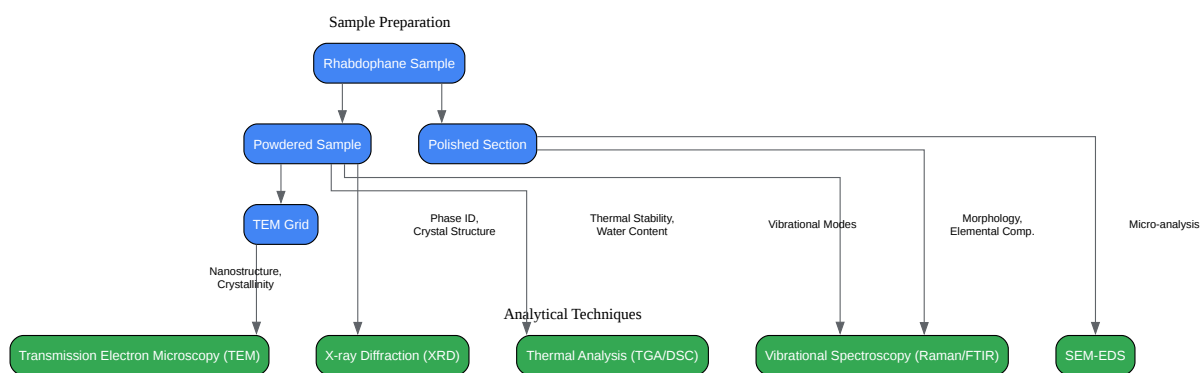 Sample Preparation
Rhabdophane Sample
Powdered Sample
Polished Section
TEM Grid
Phase ID,
Crystal Structure
Thermal Stability,
Water Content
Vibrational Modes
Morphology,
Elemental Comp.
Micro-analysis
Nanostructure,
Crystallinity
Analytical Techniques
Transmission Electron Microscopy (TEM)
X-ray Diffraction (XRD)
Thermal Analysis (TGA/DSC)
Vibrational Spectroscopy (Raman/FTIR)
SEM-EDS